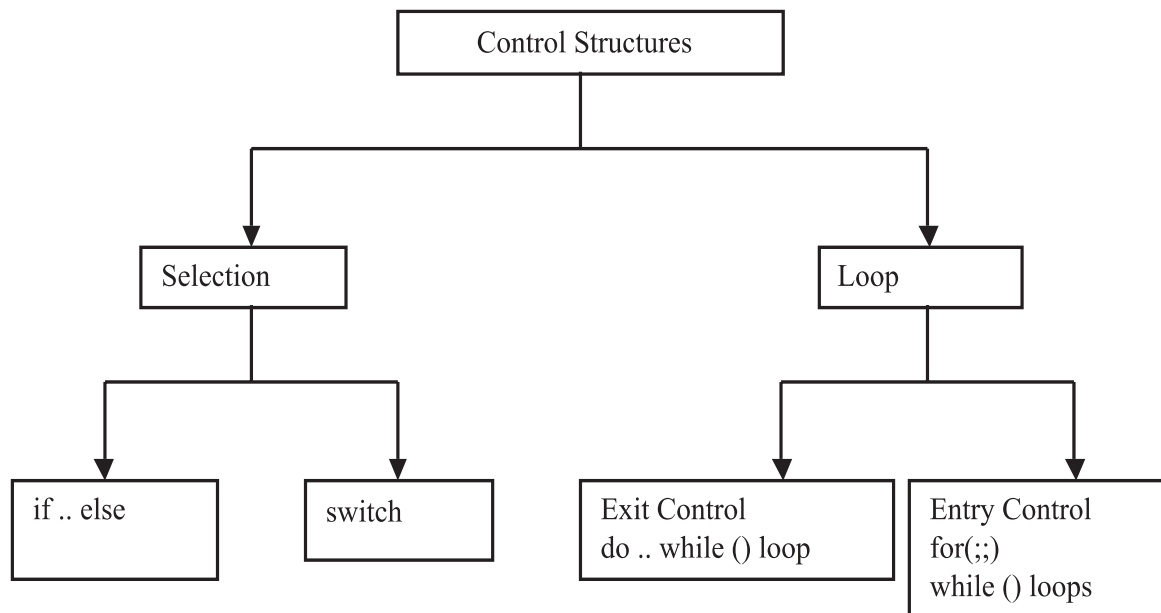 Control Structures
Selection
Loop
if .. else
switch
Exit Control
do .. while () loop
Entry Control
for(;;)
while () loops